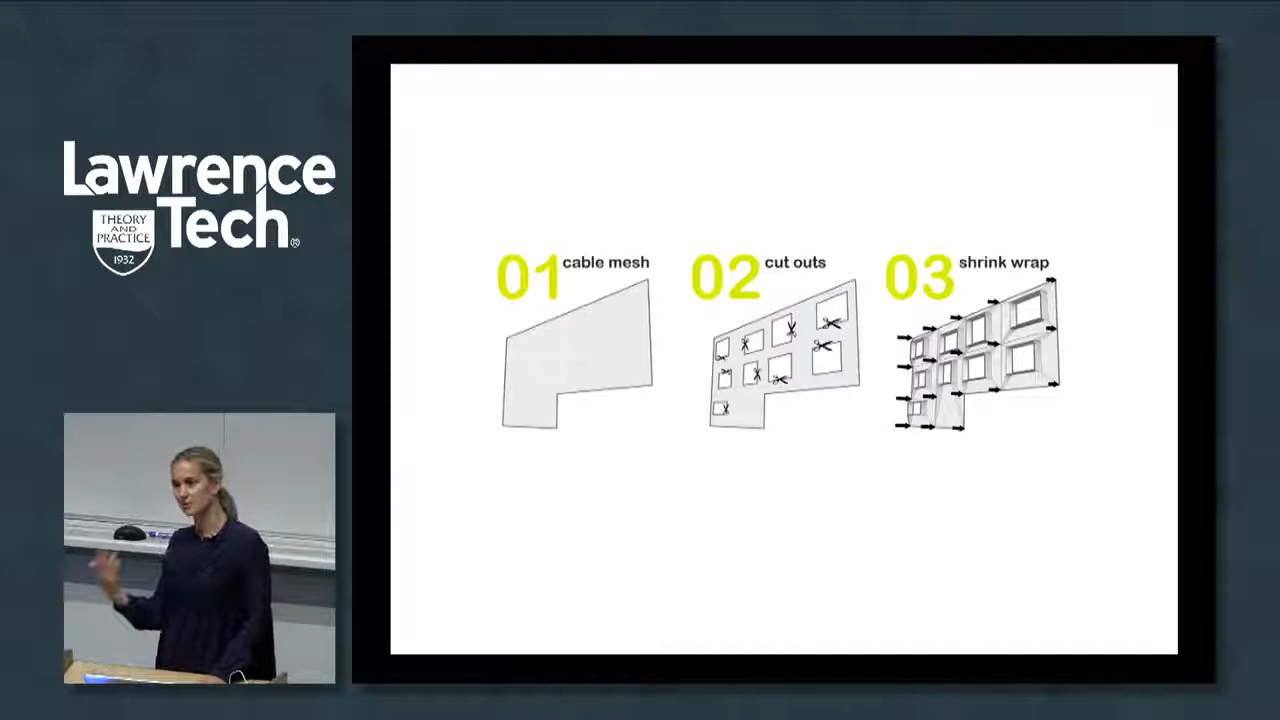 Lawrence
Tech®
THEORY
AND
PRACTICE
1932
01 cable mesh
02 cut outs
03 shrink wrap